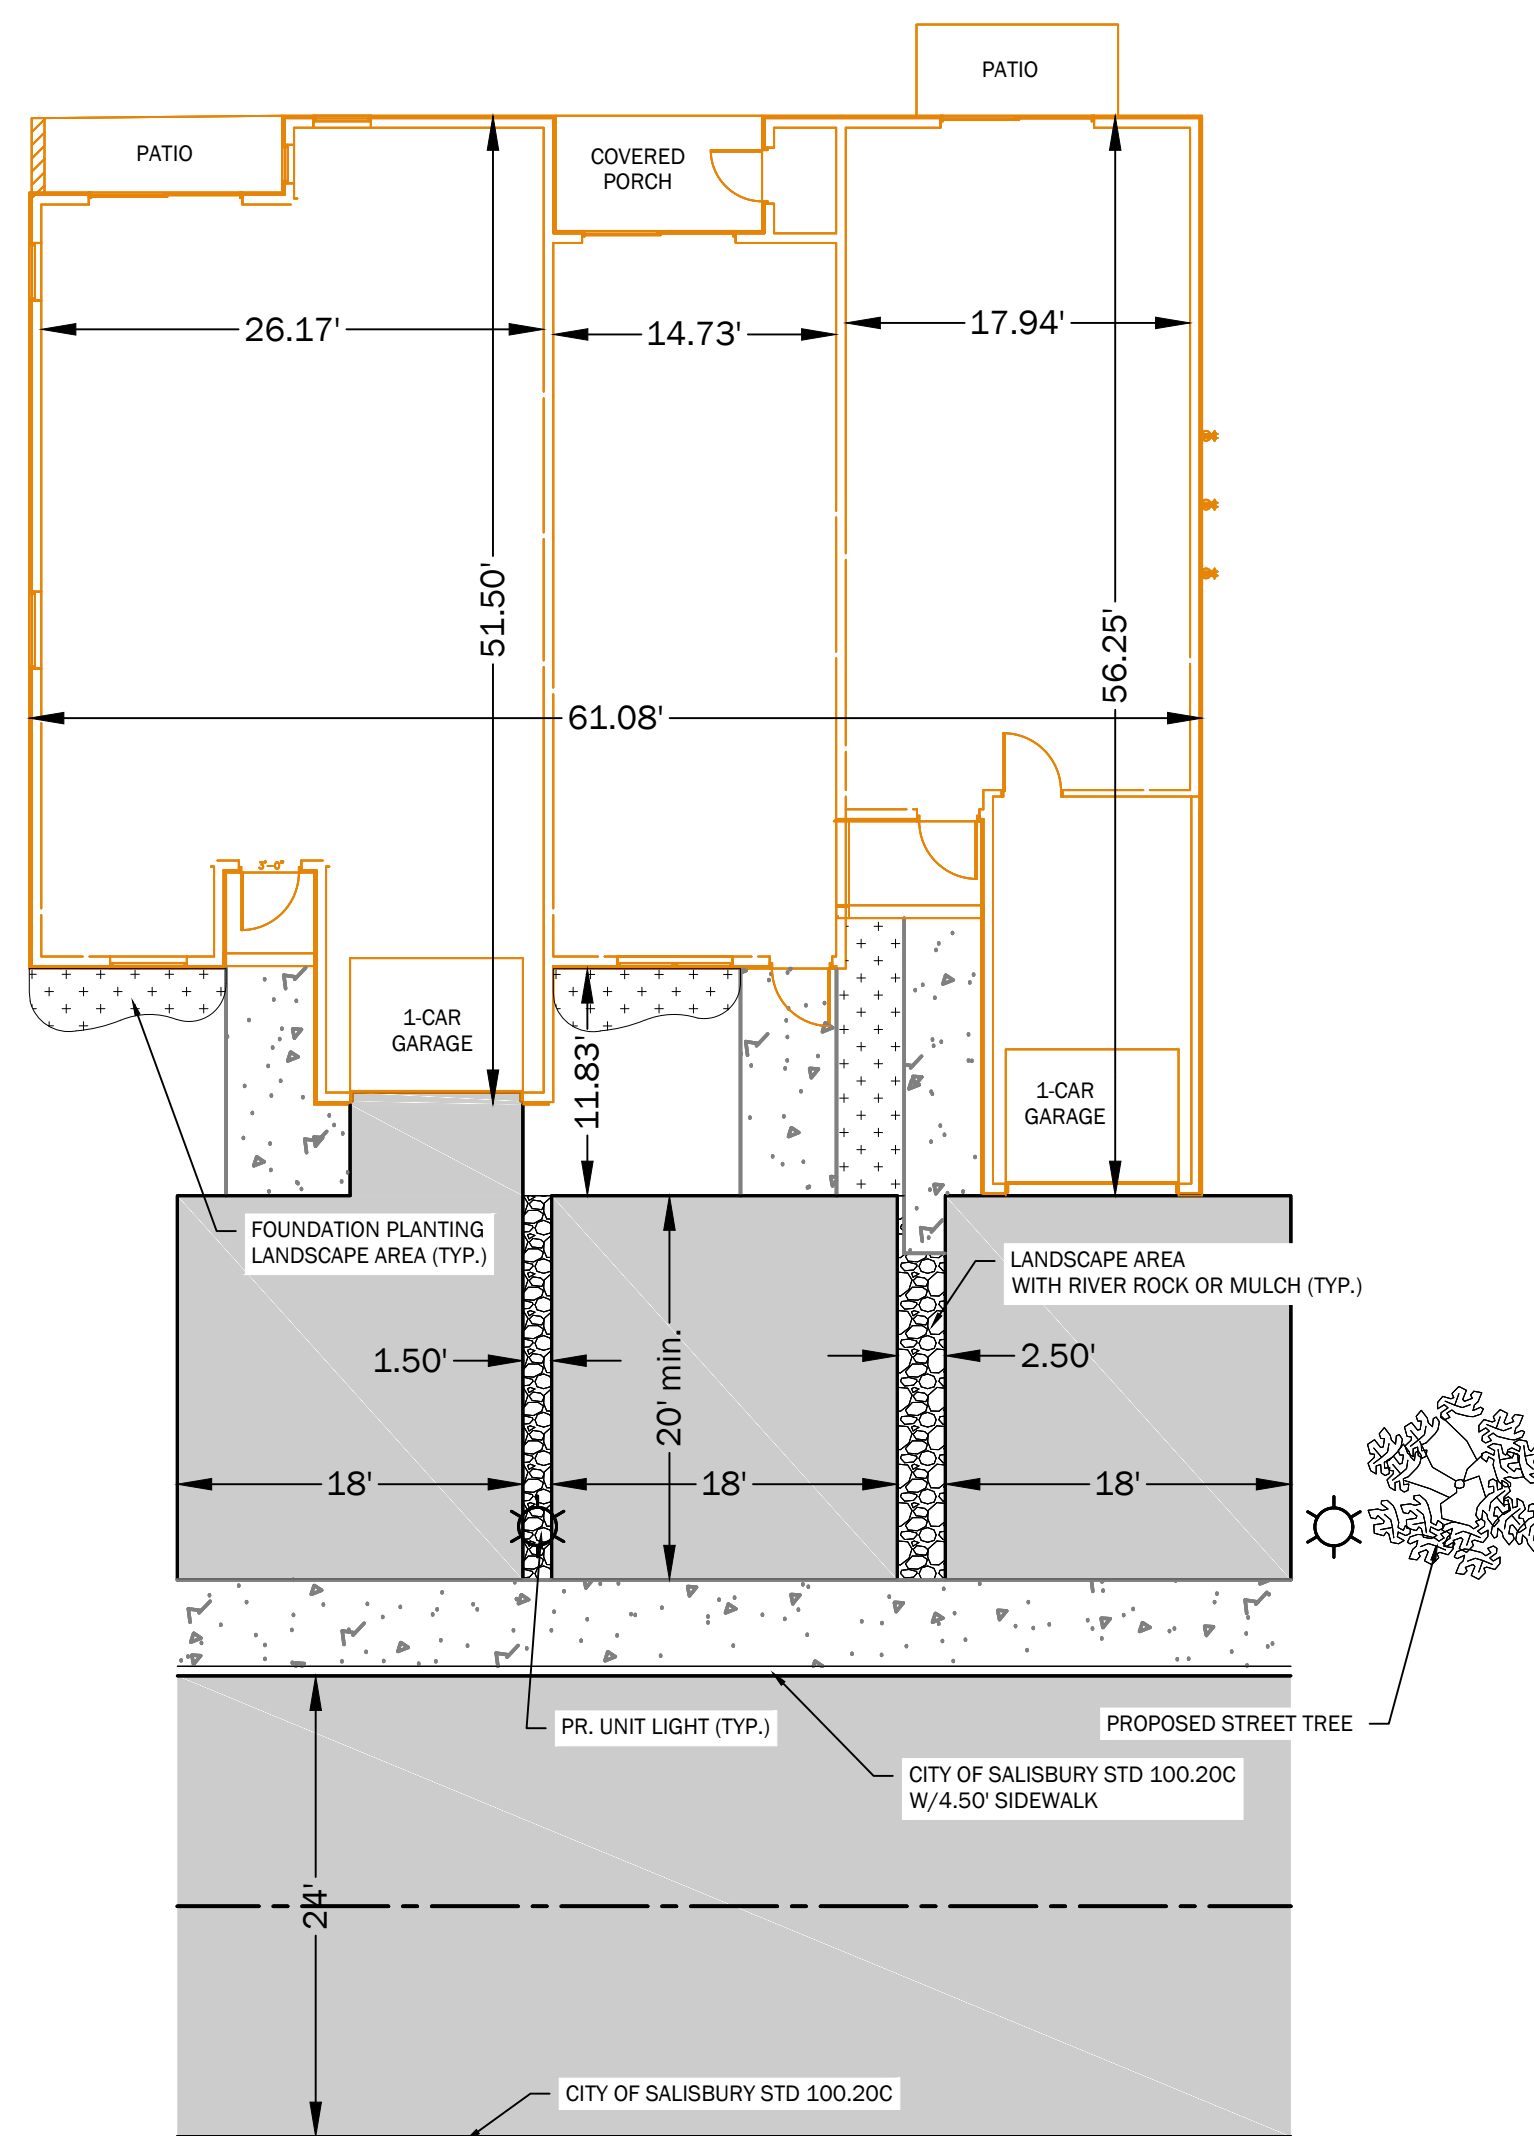 PATIO
PATIO
COVERED
PORCH
26.17'
14.73'
17.94'
51.50'
56.25'
61.08'
3'-0"
1-CAR
GARAGE
11.83'
1-CAR
GARAGE
FOUNDATION PLANTING
LANDSCAPE AREA (TYP.)
LANDSCAPE AREA
WITH RIVER ROCK OR MULCH (TYP.)
1.50'
20' min.
2.50'
18'
18'
18'
PR. UNIT LIGHT (TYP.)
PROPOSED STREET TREE
CITY OF SALISBURY STD 100.20C
W/4.50' SIDEWALK
24'
CITY OF SALISBURY STD 100.20C